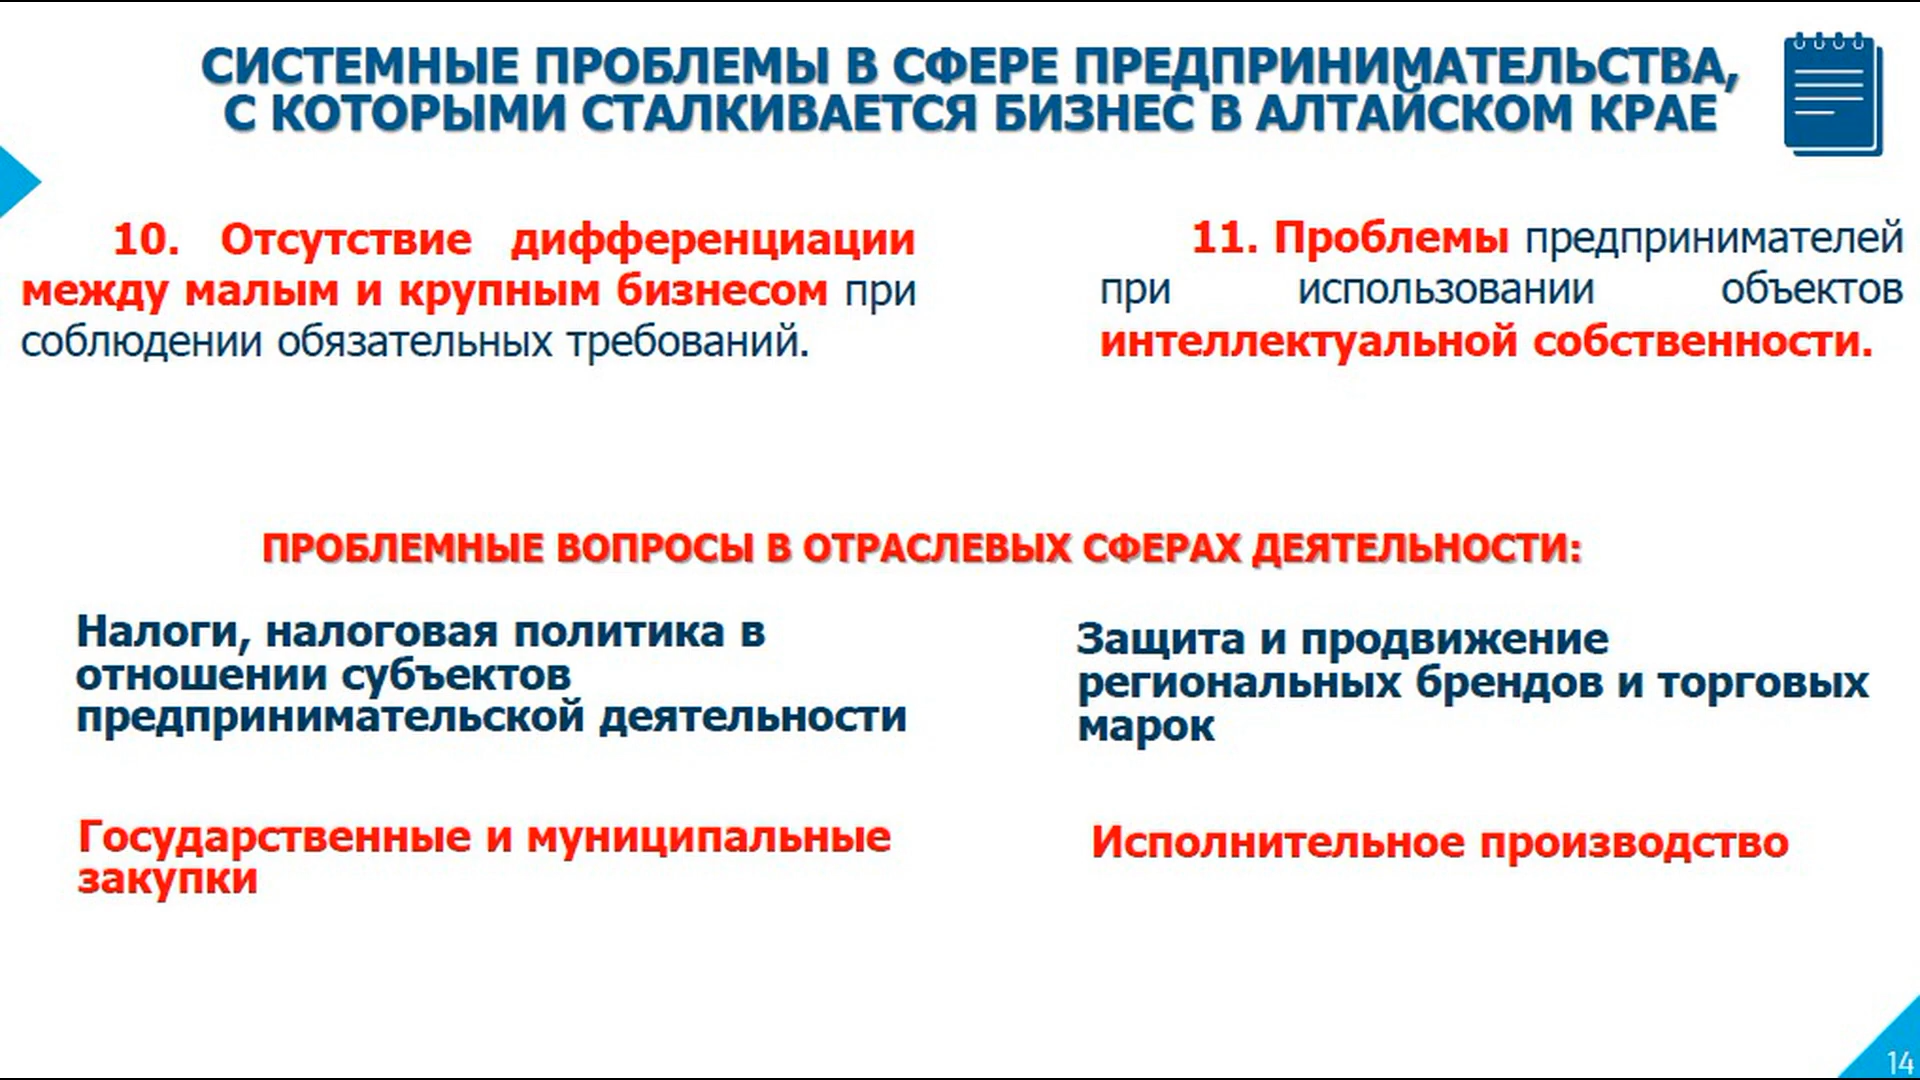 СИСТЕМНЫЕ ПРОБЛЕМЫ В СФЕРЕ ПРЕДПРИНИМАТЕЛЬСТВА,
С КОТОРЫМИ СТАЛКИВАЕТСЯ БИЗНЕС В АЛТАЙСКОМ КРАЕ
10. Отсутствие дифференциации
между малым и крупным бизнесом при
соблюдении обязательных требований.
11. Проблемы предпринимателей
при использовании объектов
интеллектуальной собственности.
ПРОБЛЕМНЫЕ ВОПРОСЫ В ОТРАСЛЕВЫХ СФЕРАХ ДЕЯТЕЛЬНОСТИ:
Налоги, налоговая политика в
отношении субъектов
предпринимательской деятельности
Защита и продвижение
региональных брендов и торговых
марок
Государственные и муниципальные
закупки
Исполнительное производство
14